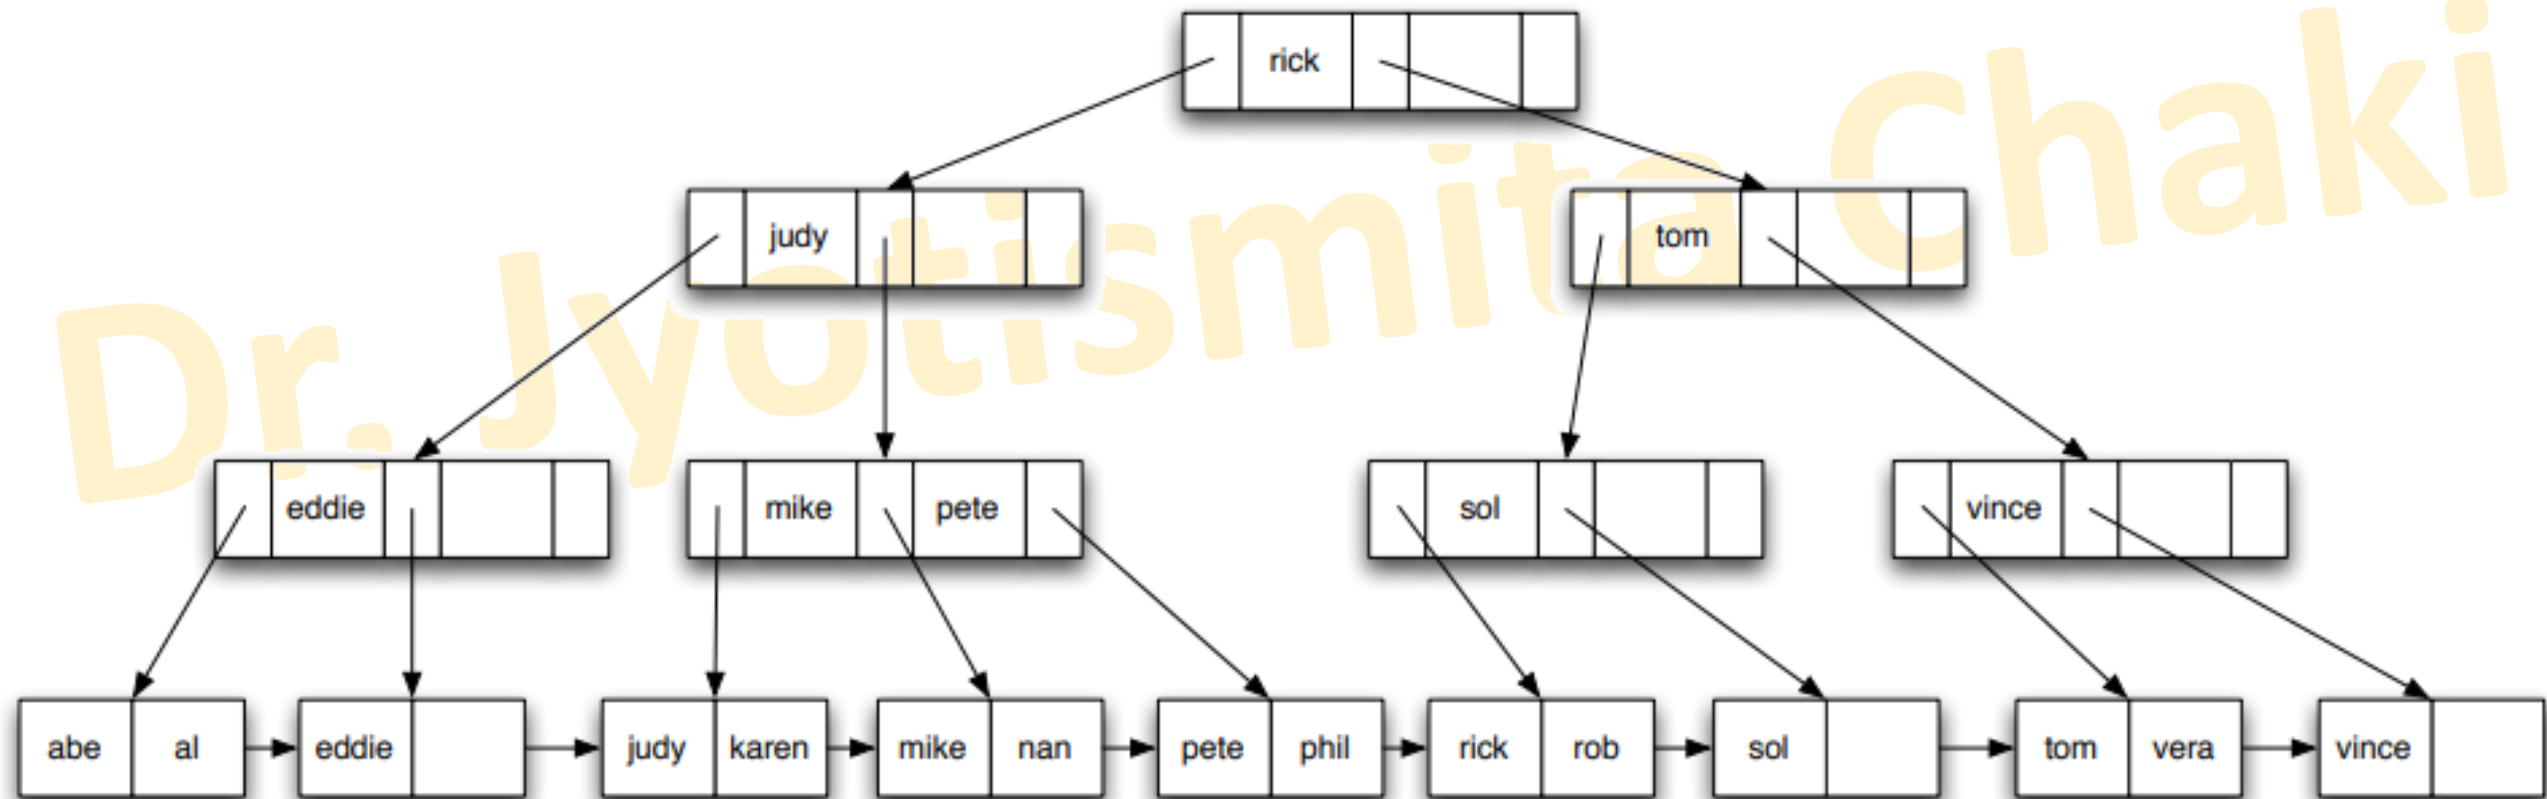 rick
judy tom
eddie mike pete sol vince
abe al eddie judy karen mike nan pete phil rick rob sol tom vera vince
Dr. Jyotismita Chaki